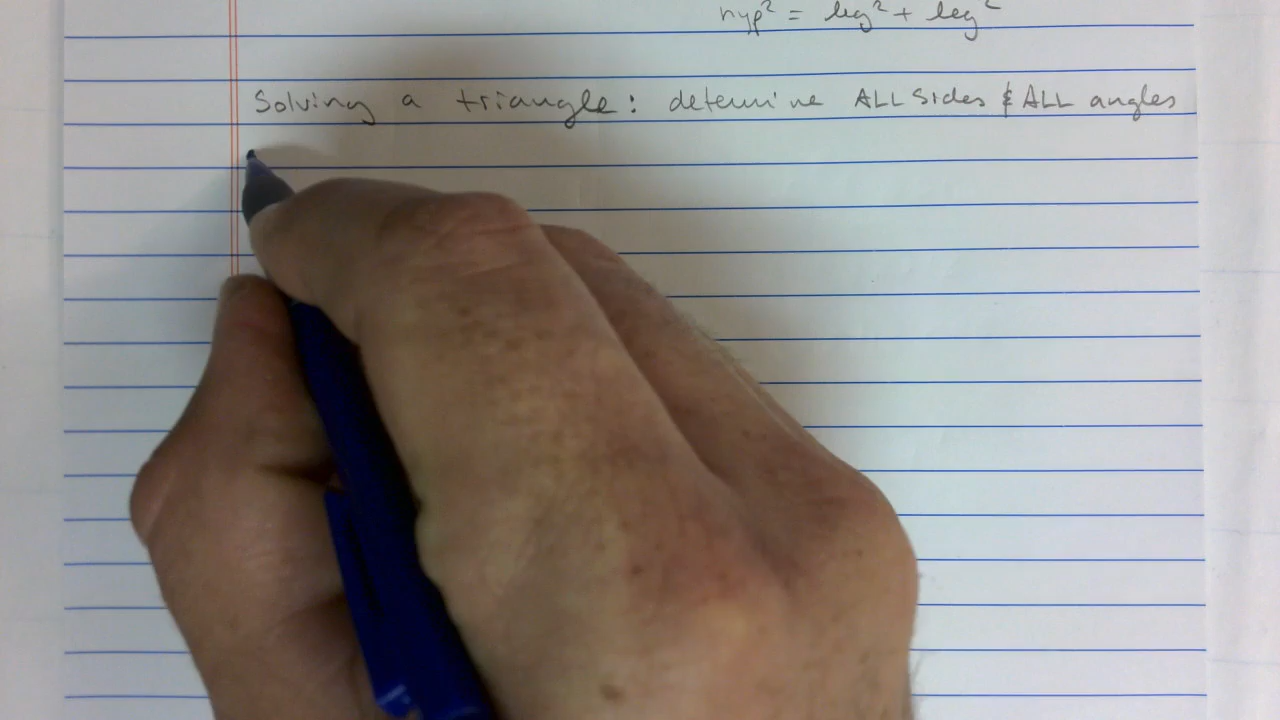 hyp² = leg² + leg²
Solving a triangle: determine ALL sides & ALL angles